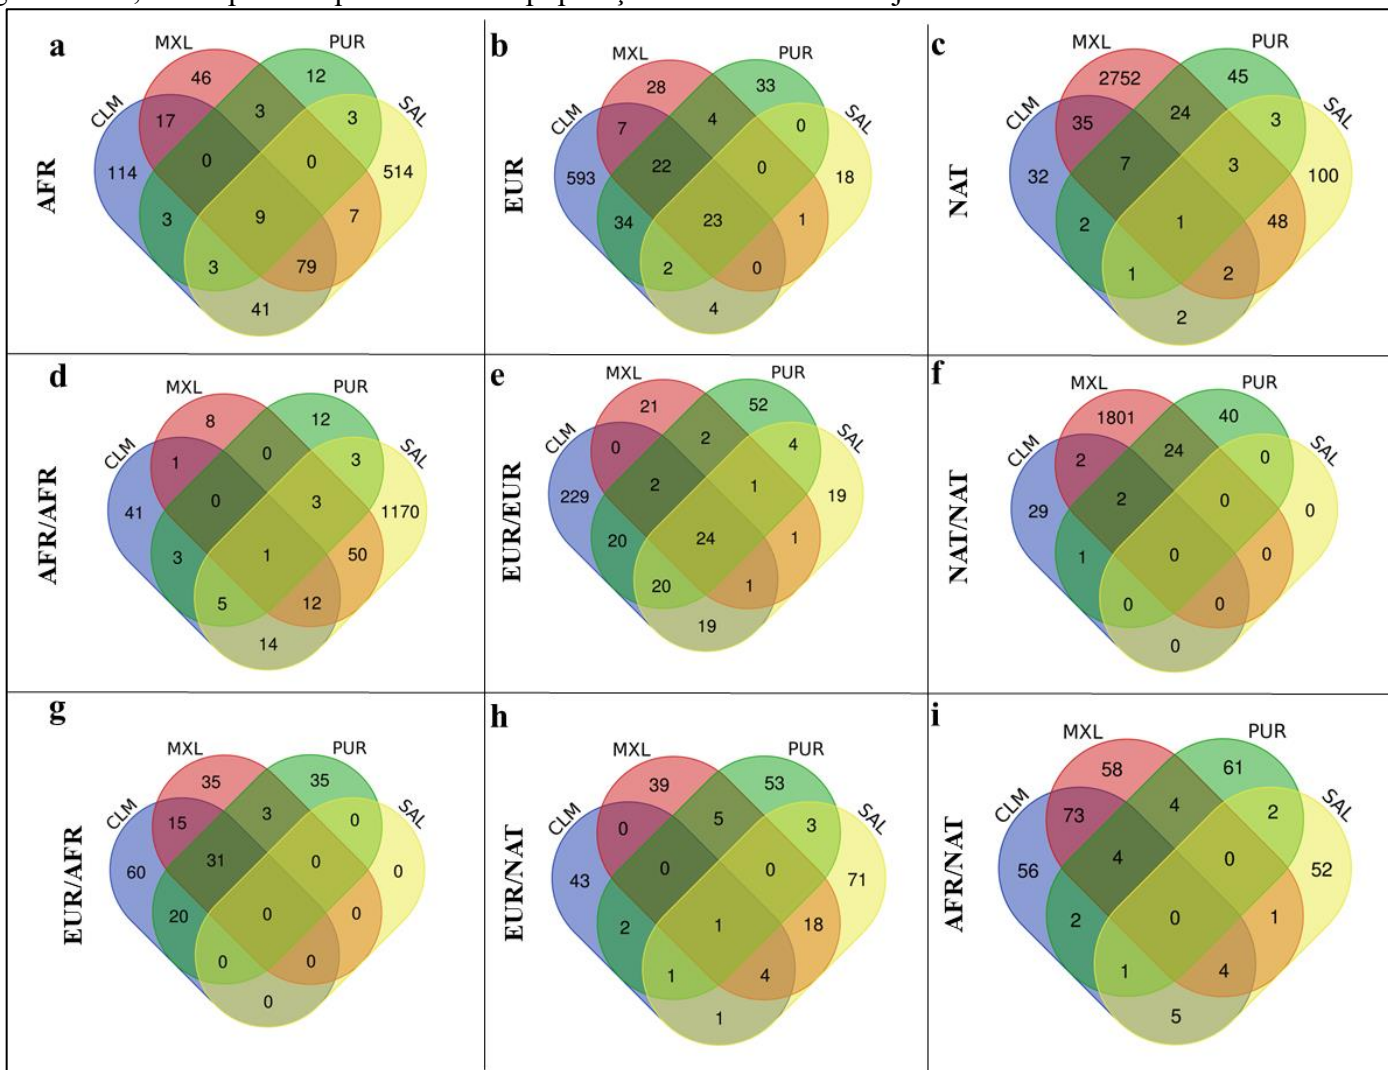 a
MXL
PUR
CLM
SAL
AFR
46
12
17
3
3
114
0
0
514
3
9
7
3
79
41
b
MXL
PUR
CLM
SAL
EUR
28
33
7
4
0
593
22
0
18
34
23
1
2
0
4
c
MXL
PUR
CLM
SAL
NAT
2752
45
35
24
3
32
7
3
100
2
1
48
1
2
2
d
MXL
PUR
CLM
SAL
AFR/AFR
8
12
1
0
3
41
0
3
1170
3
1
50
5
12
14
e
MXL
PUR
CLM
SAL
EUR/EUR
21
52
0
2
4
229
2
1
19
20
24
1
20
1
19
f
MXL
PUR
CLM
SAL
NAT/NAT
1801
40
2
24
0
29
2
0
0
1
0
0
0
0
0
g
MXL
PUR
CLM
SAL
EUR/AFR
35
35
15
3
0
60
31
0
0
20
0
0
0
0
0
h
MXL
PUR
CLM
SAL
EUR/NAT
39
53
0
5
3
43
0
0
71
2
1
18
1
4
1
i
MXL
PUR
CLM
SAL
AFR/NAT
58
61
73
4
2
56
4
0
52
2
0
1
1
4
5